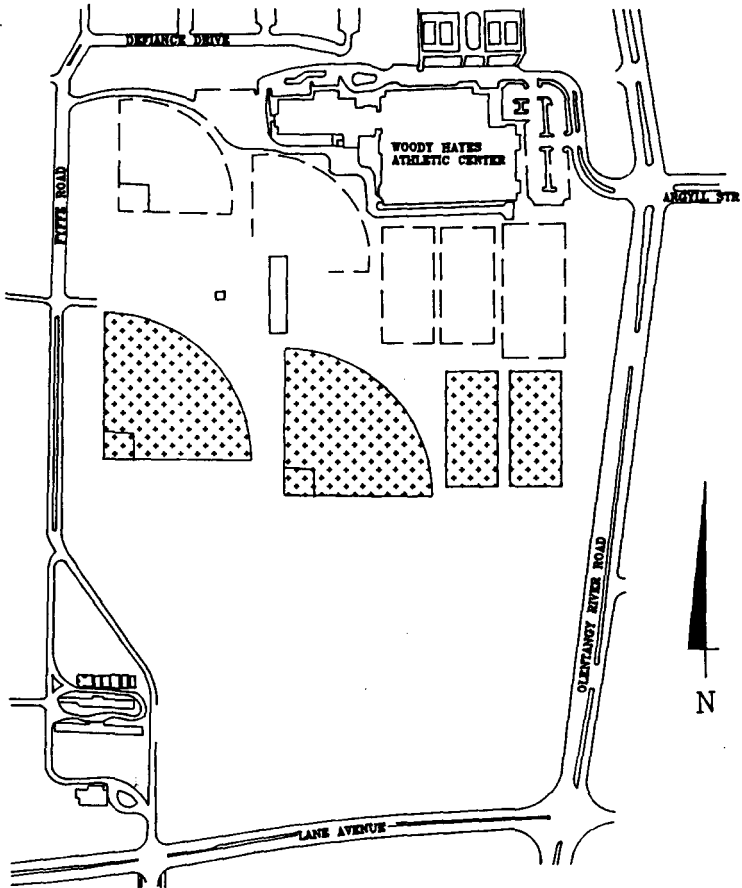 DEFIANCE DRIVE
WOODY HAYES
ATHLETIC CENTER
FYFFE ROAD
ARGYLL STR
OLENTANGY RIVER ROAD
N
LANE AVENUE